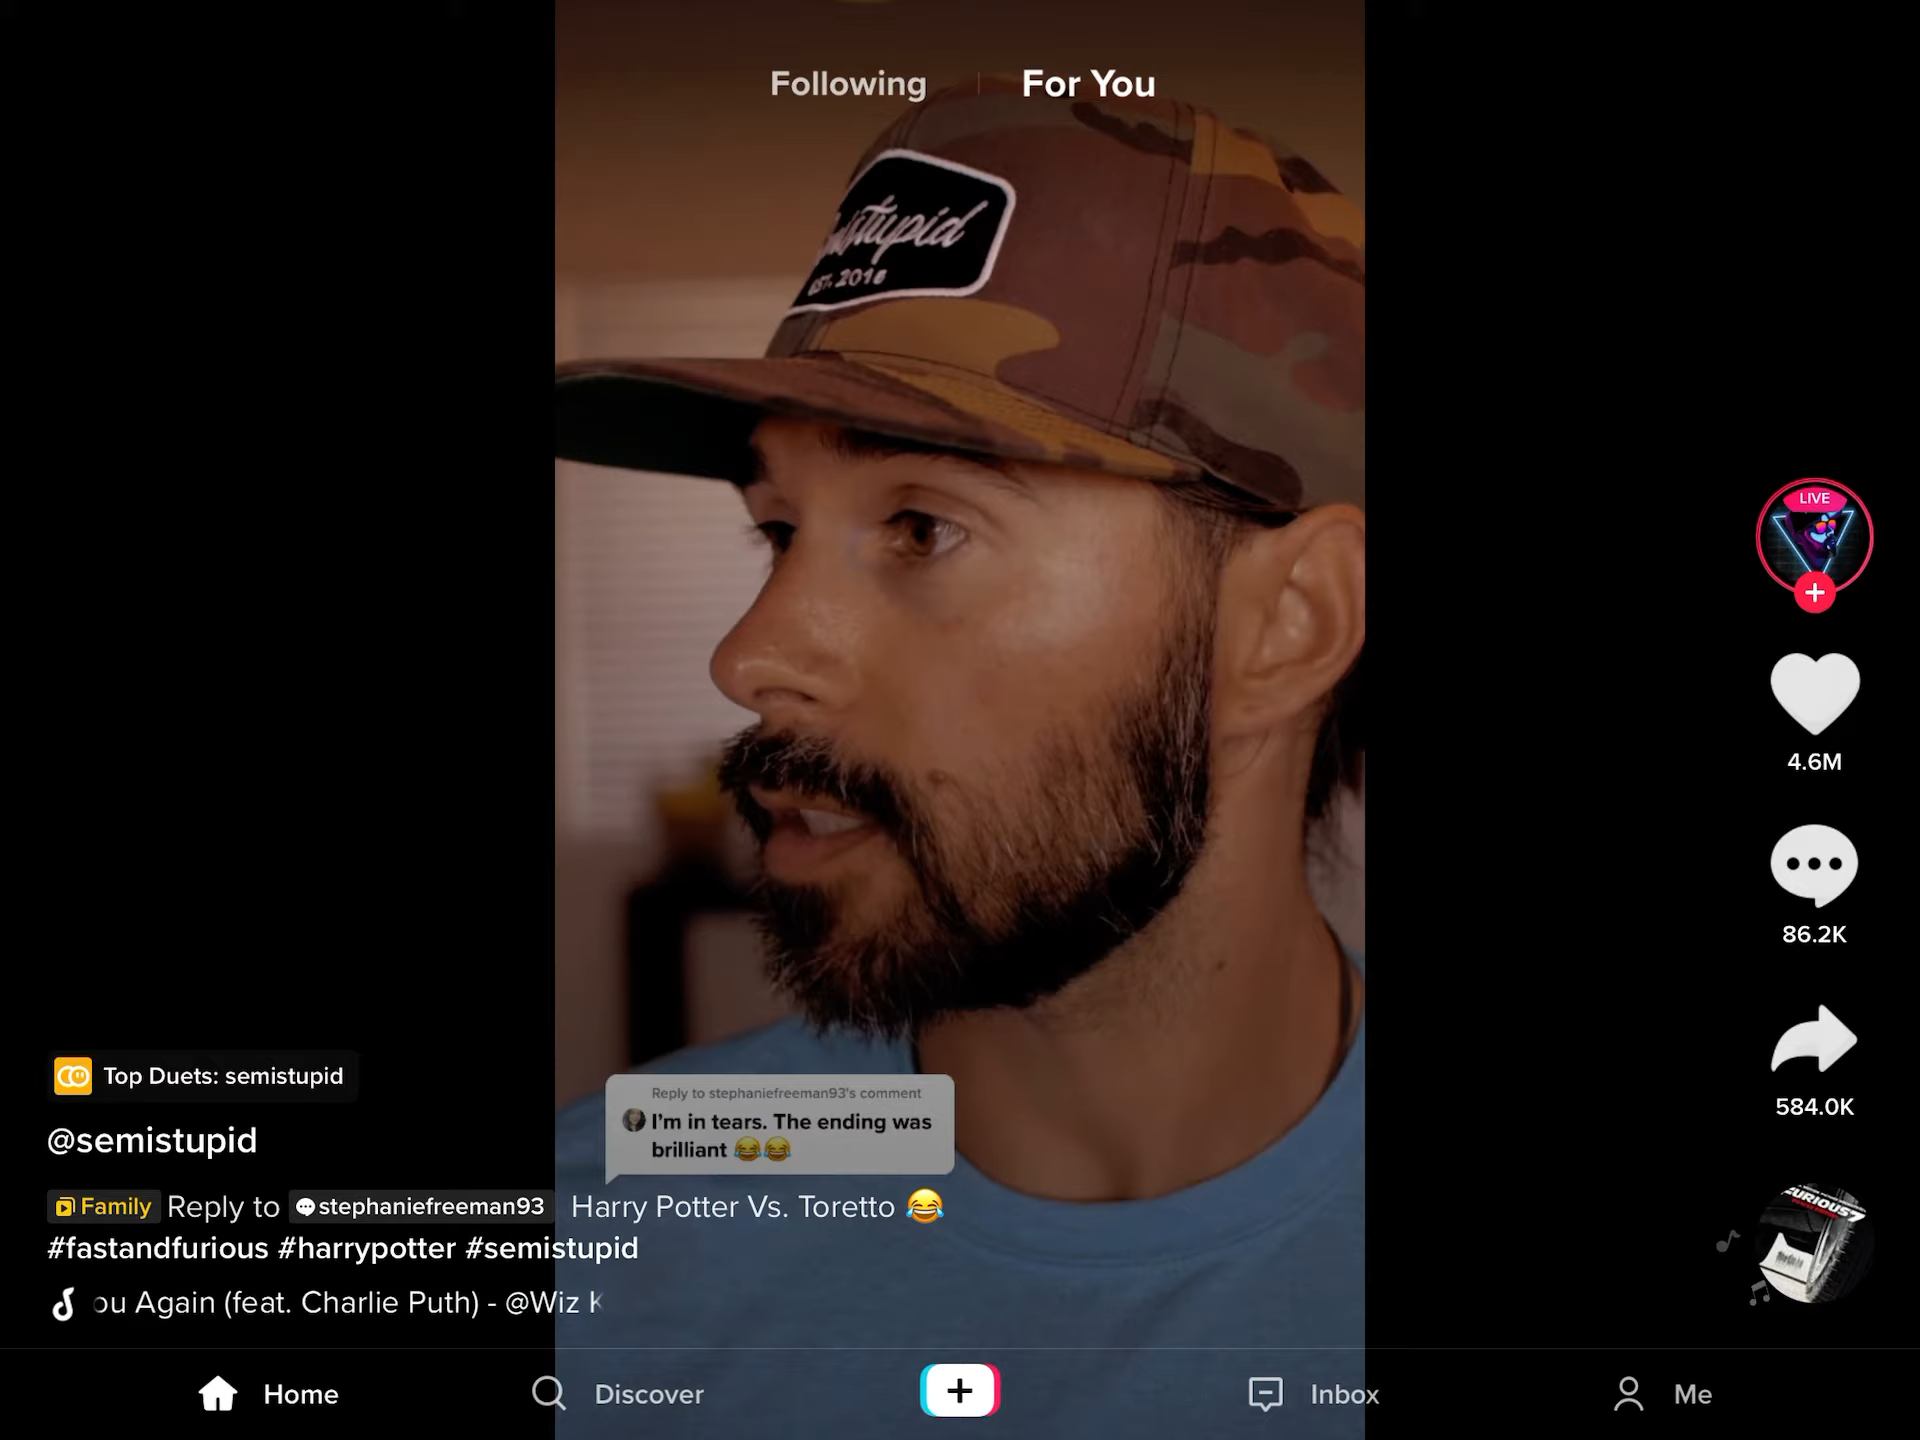 Following
For You
stupid
EST. 2016
LIVE
4.6M
86.2K
584.0K
Top Duets: semistupid
@semistupid
Reply to stephaniefreeman93's comment
I'm in tears. The ending was
brilliant 😂😂
Family Reply to stephaniefreeman93 Harry Potter Vs. Toretto 😂
#fastandfurious #harrypotter #semistupid
ou Again (feat. Charlie Puth) - @Wiz K
FURIOUS 7
Home
Discover
Inbox
Me